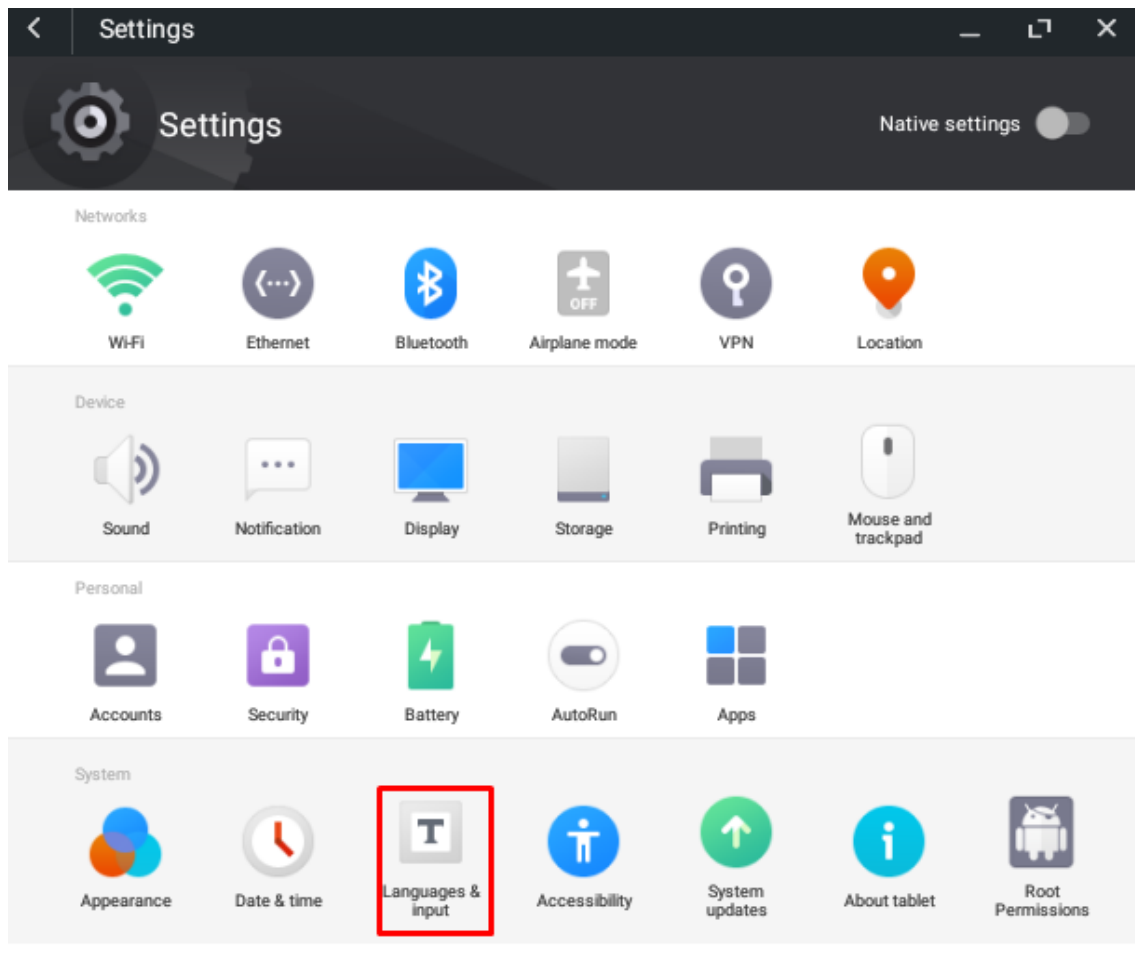 Settings
Settings
Native settings
Networks
Wi-Fi
Ethernet
Bluetooth
OFF
Airplane mode
VPN
Location
Device
Sound
Notification
Display
Storage
Printing
Mouse and
trackpad
Personal
Accounts
Security
Battery
AutoRun
Apps
System
Appearance
Date & time
T
Languages &
input
Accessibility
System
updates
About tablet
Root
Permissions